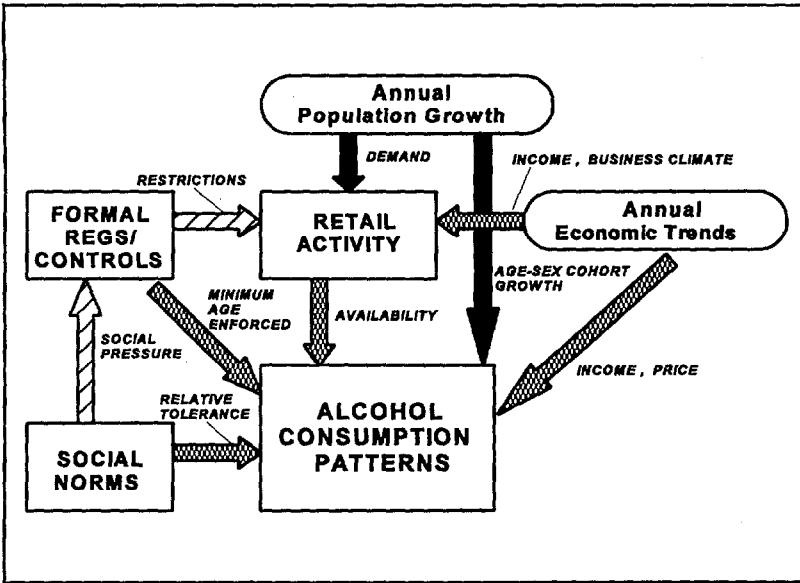 Annual
Population Growth
DEMAND
INCOME, BUSINESS CLIMATE
RESTRICTIONS
FORMAL
REGS/
CONTROLS
RETAIL
ACTIVITY
Annual
Economic Trends
AGE-SEX COHORT
GROWTH
MINIMUM
AGE
ENFORCED
AVAILABILITY
SOCIAL
PRESSURE
INCOME, PRICE
RELATIVE
TOLERANCE
ALCOHOL
CONSUMPTION
PATTERNS
SOCIAL
NORMS